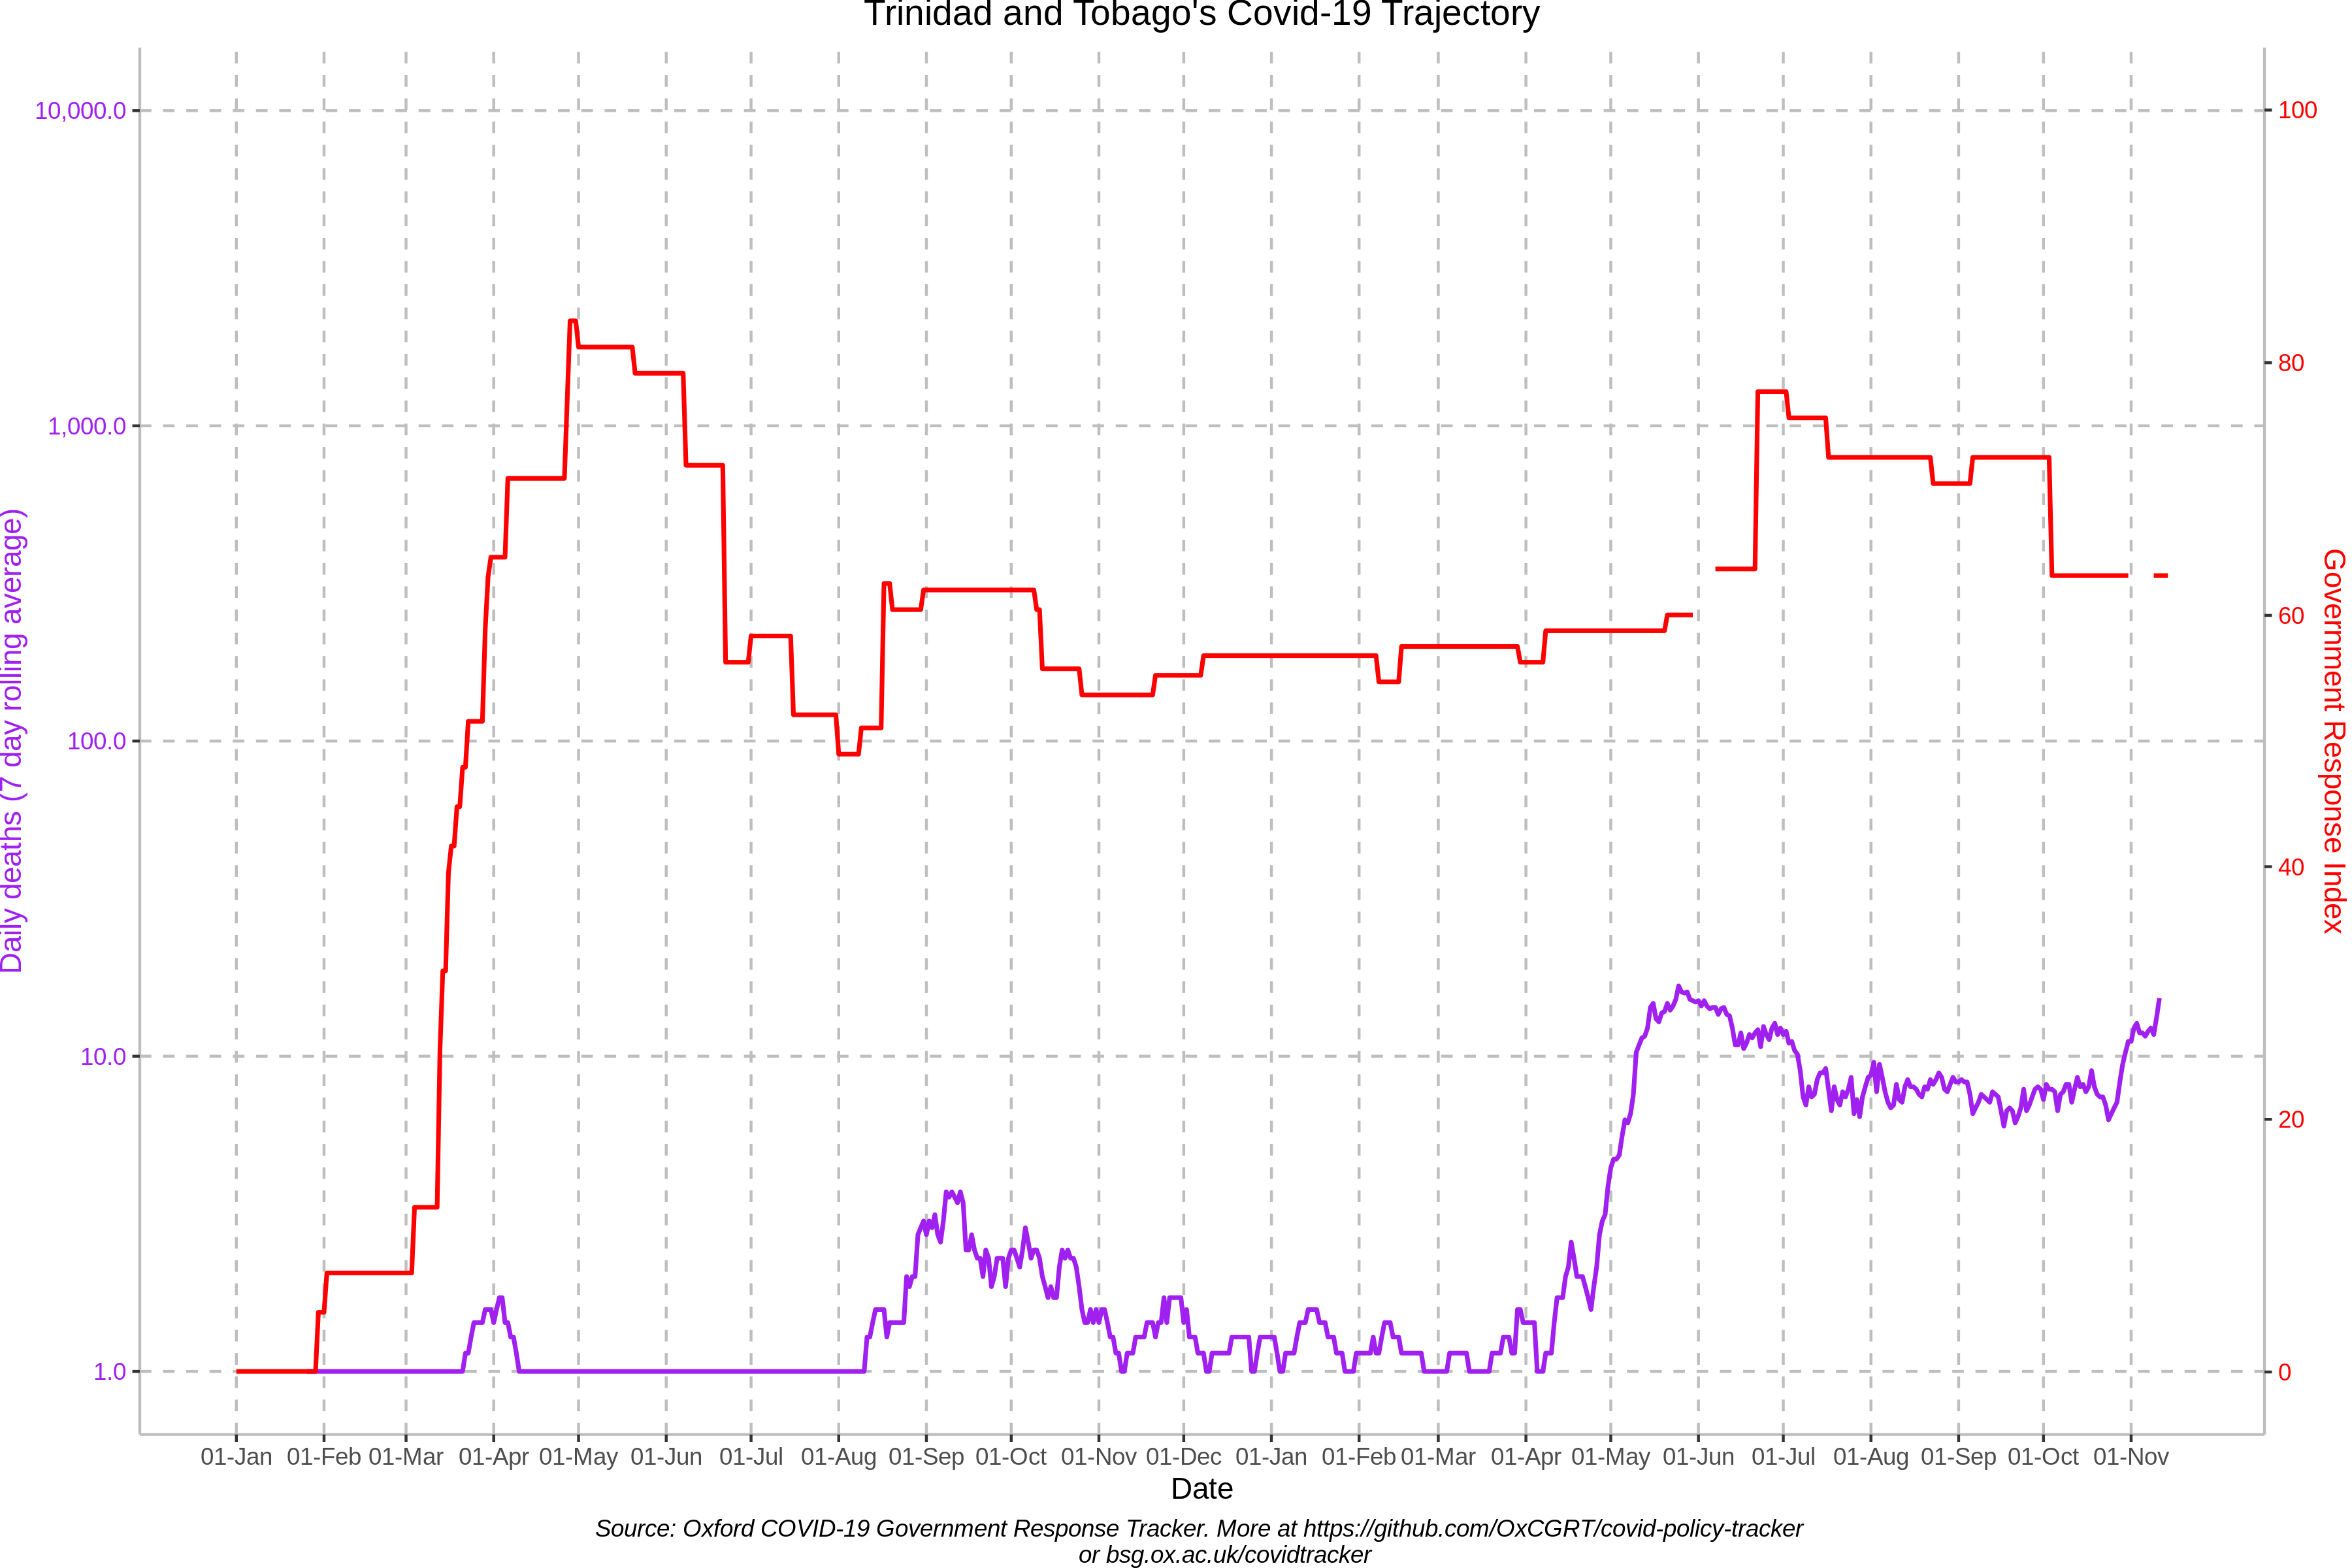 Trinidad and Tobago's Covid-19 Trajectory
10,000.0
1,000.0
100.0
10.0
1.0
Daily deaths (7 day rolling average)
100
80
60
40
20
0
Government Response Index
01-Jan 01-Feb 01-Mar 01-Apr 01-May 01-Jun 01-Jul 01-Aug 01-Sep 01-Oct 01-Nov 01-Dec 01-Jan 01-Feb 01-Mar 01-Apr 01-May 01-Jun 01-Jul 01-Aug 01-Sep 01-Oct 01-Nov
Date
Source: Oxford COVID-19 Government Response Tracker. More at https://github.com/OxCGRT/covid-policy-tracker
or bsg.ox.ac.uk/covidtracker